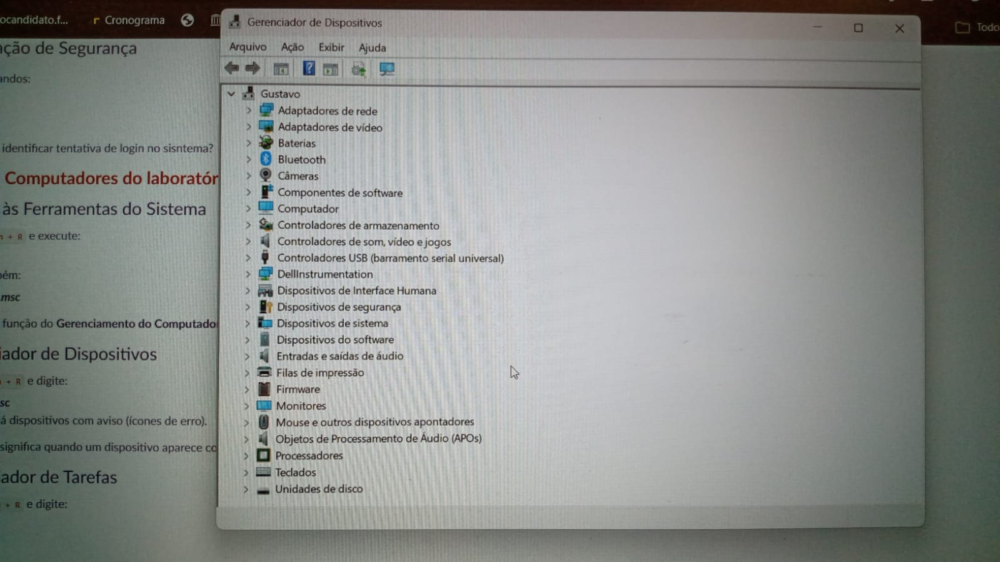 ocandidato.f...
Cronograma
Todo
ação de Segurança
andos:
identificar tentativa de login no sisntema?
Computadores do laboratór
às Ferramentas do Sistema
+ R e execute:
bém:
.msc
função do Gerenciamento do Computado
iador de Dispositivos
+ R e digite:
sc
á dispositivos com aviso (ícones de erro).
significa quando um dispositivo aparece co
ador de Tarefas
+ R e digite:
Gerenciador de Dispositivos
Arquivo Ação Exibir Ajuda
Gustavo
Adaptadores de rede
Adaptadores de vídeo
Baterias
Bluetooth
Câmeras
Componentes de software
Computador
Controladores de armazenamento
Controladores de som, vídeo e jogos
Controladores USB (barramento serial universal)
DellInstrumentation
Dispositivos de Interface Humana
Dispositivos de segurança
Dispositivos de sistema
Dispositivos do software
Entradas e saídas de áudio
Filas de impressão
Firmware
Monitores
Mouse e outros dispositivos apontadores
Objetos de Processamento de Áudio (APOs)
Processadores
Teclados
Unidades de disco